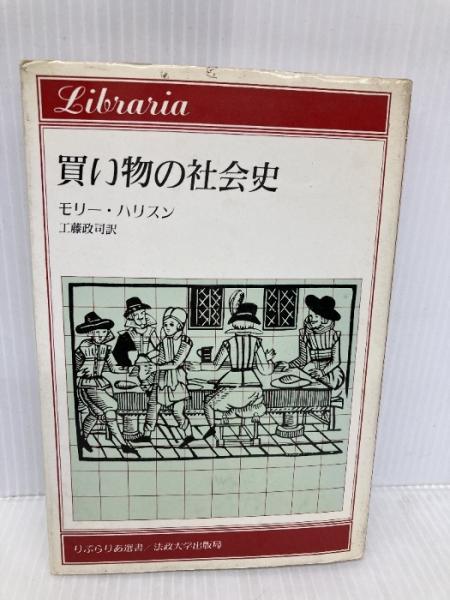 Libraria
買い物の社会史
モリー・ハリスン
工藤政司訳
りぶらりあ選書/法政大学出版局